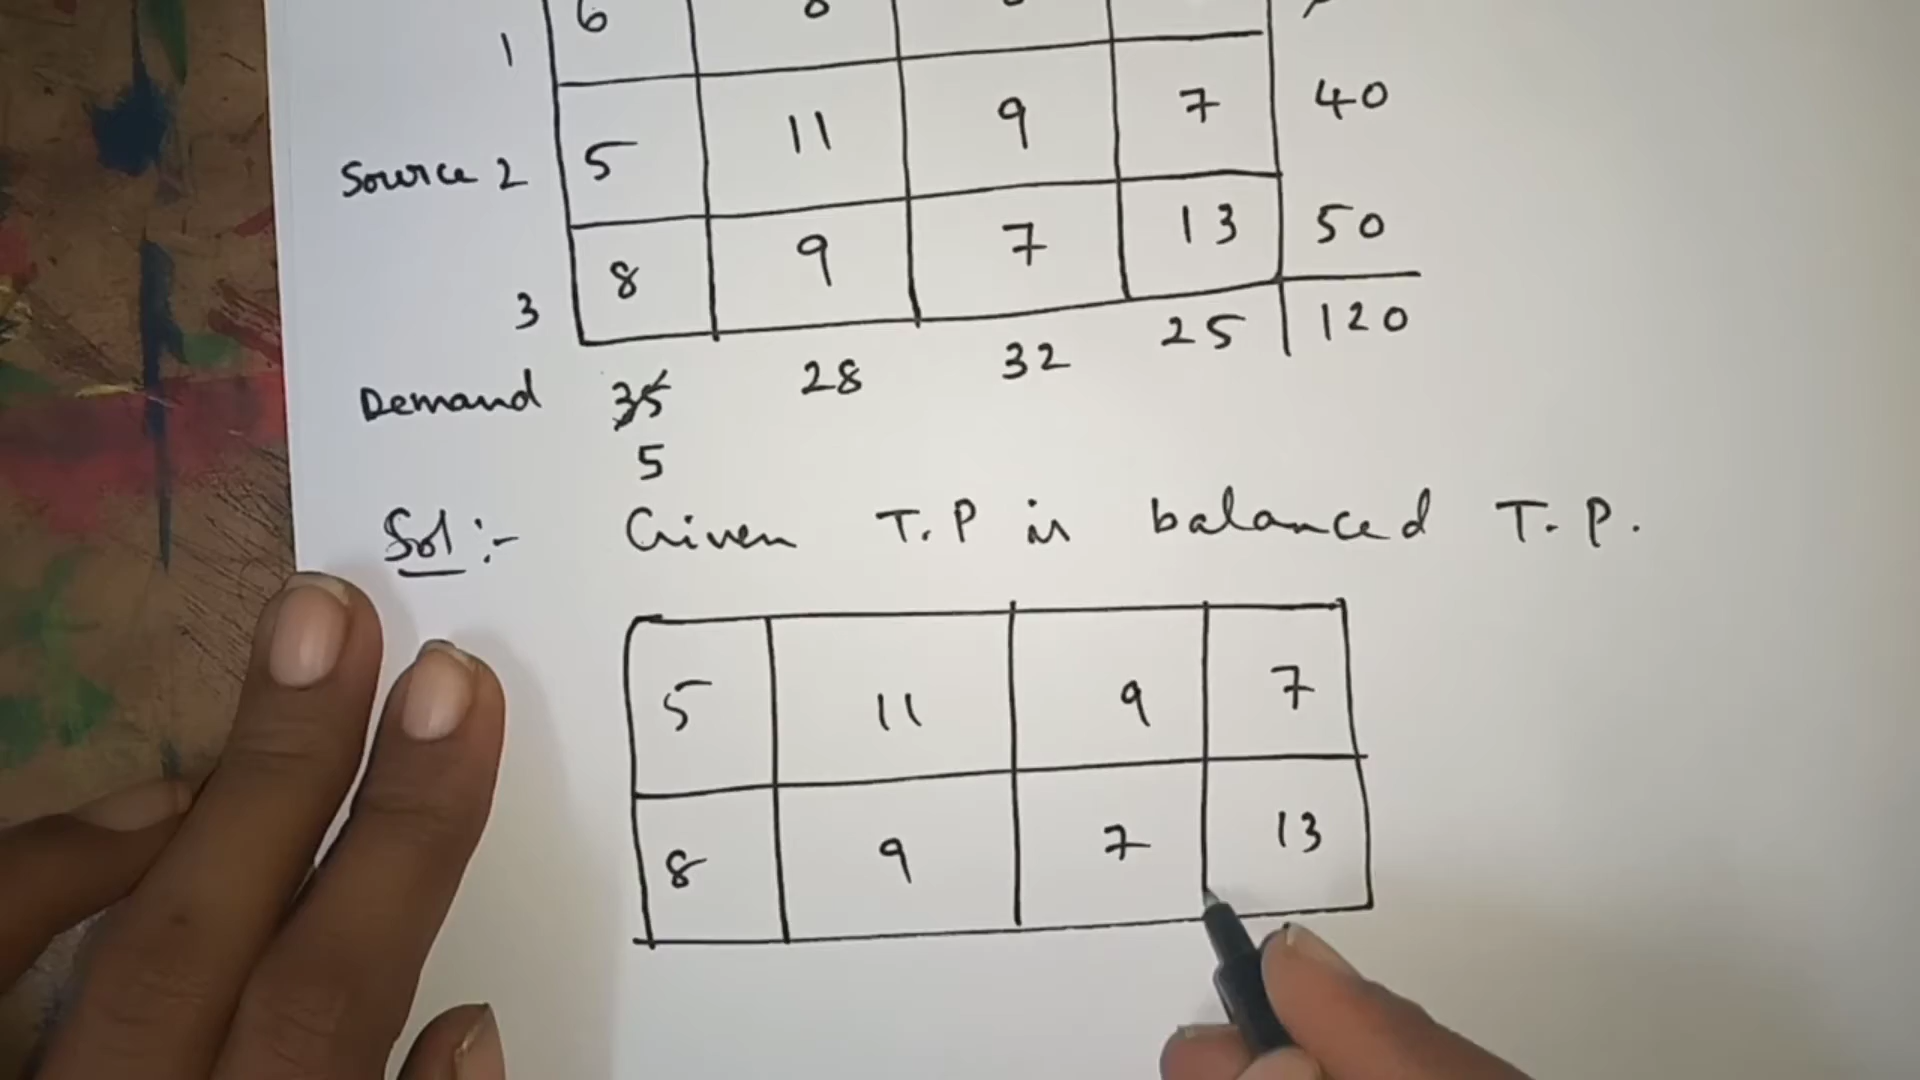 1 6 8
Source 2 5 11 9 7 40
3 8 9 7 13 50
Demand 35 28 32 25 120
5
Sol :- Given T.P is balanced T.P.
5 11 9 7
8 9 7 13